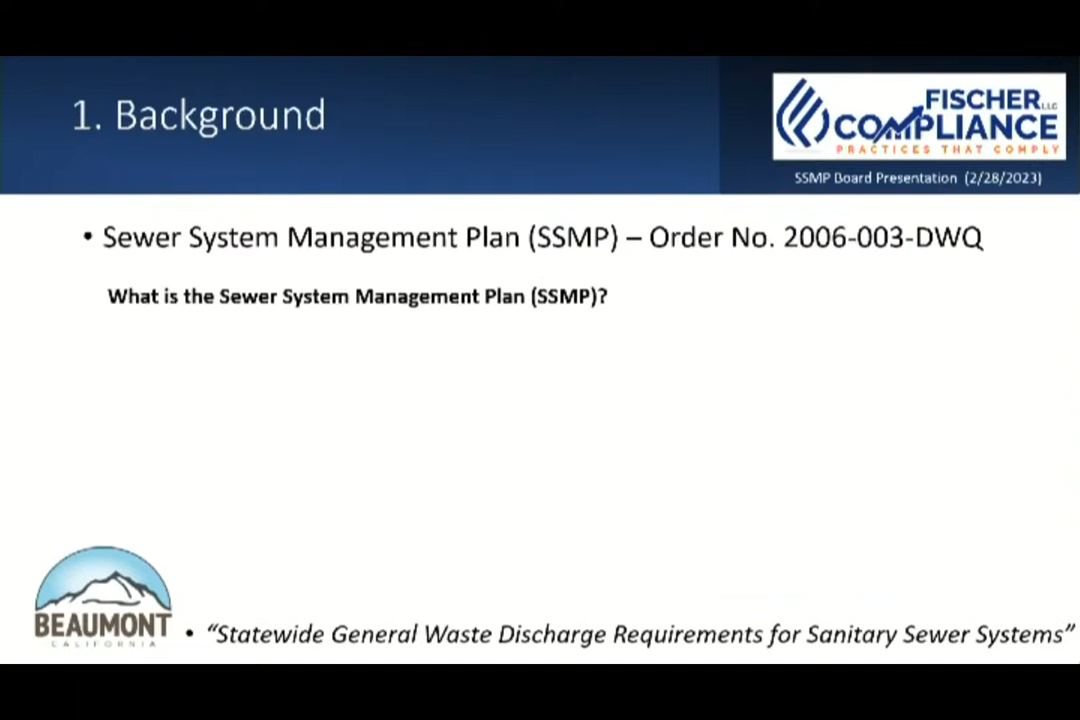 1. Background
FISCHER LLC
COMPLIANCE
PRACTICES THAT COMPLY
SSMP Board Presentation (2/28/2023)
• Sewer System Management Plan (SSMP) – Order No. 2006-003-DWQ
What is the Sewer System Management Plan (SSMP)?
BEAUMONT
CALIFORNIA
• “Statewide General Waste Discharge Requirements for Sanitary Sewer Systems”